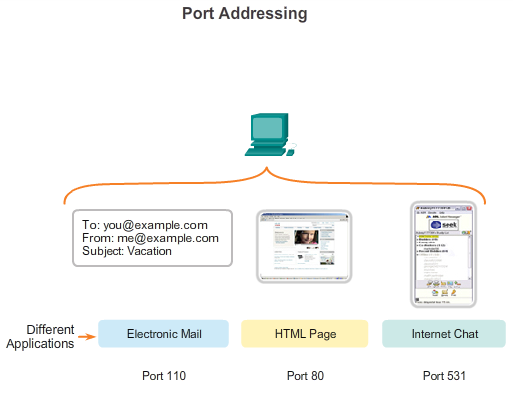 Port Addressing
To: you@example.com
From: me@example.com
Subject: Vacation
seek
Different
Applications
Electronic Mail
HTML Page
Internet Chat
Port 110
Port 80
Port 531